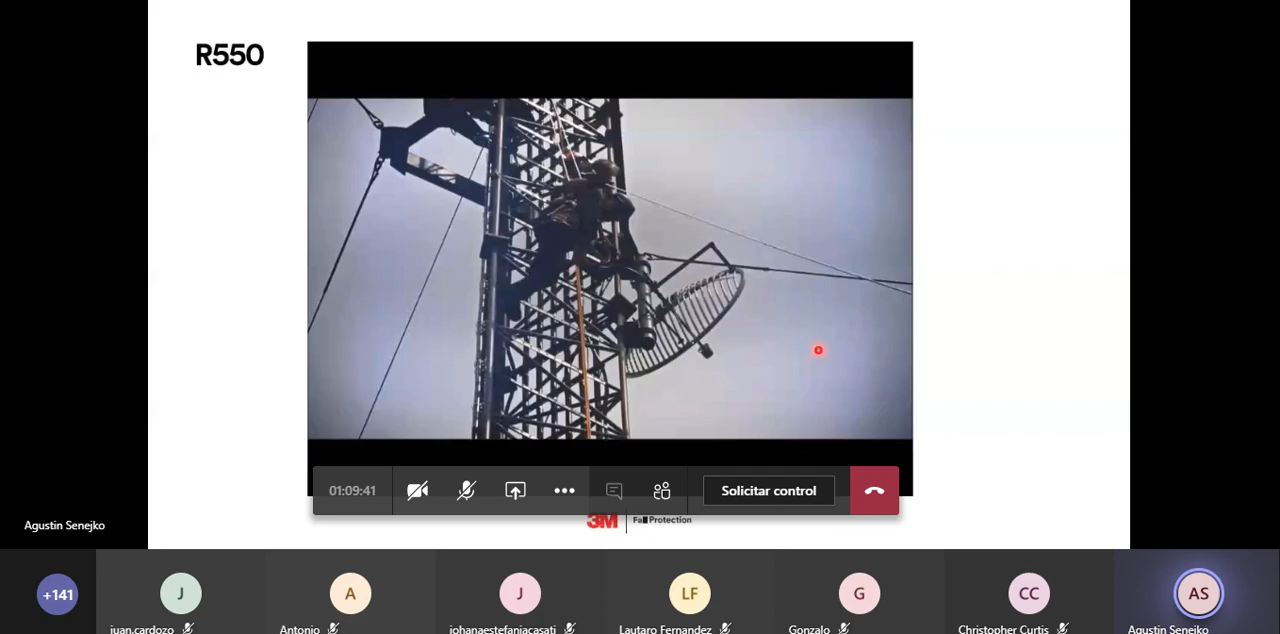 R550
01:09:41
Solicitar control
3M
Fall Protection
Agustin Senejko
+141
J
A
J
LF
G
CC
AS
juan.cardozo
Antonio
johanaestefaniacasati
Lautaro Fernandez
Gonzalo
Christopher Curtis
Agustin Senejko